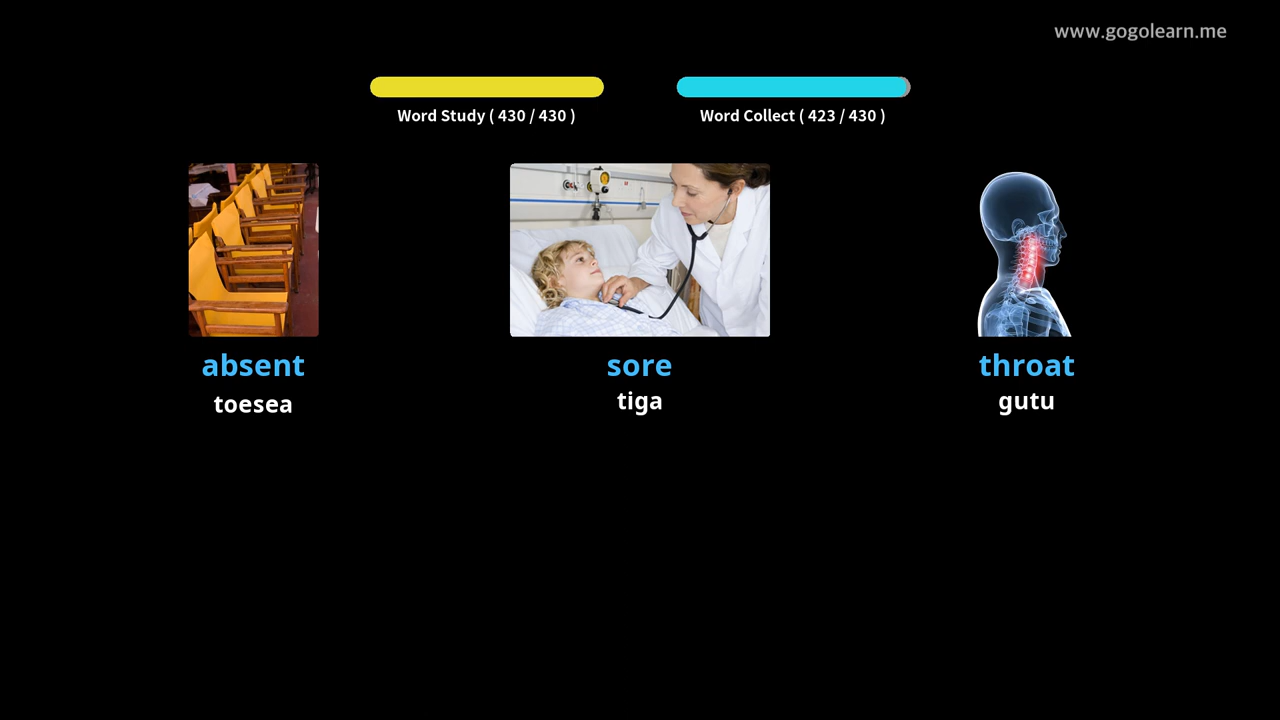 www.gogolearn.me
Word Study ( 430 / 430 )
Word Collect ( 423 / 430 )
absent
toesea
sore
tiga
throat
gutu